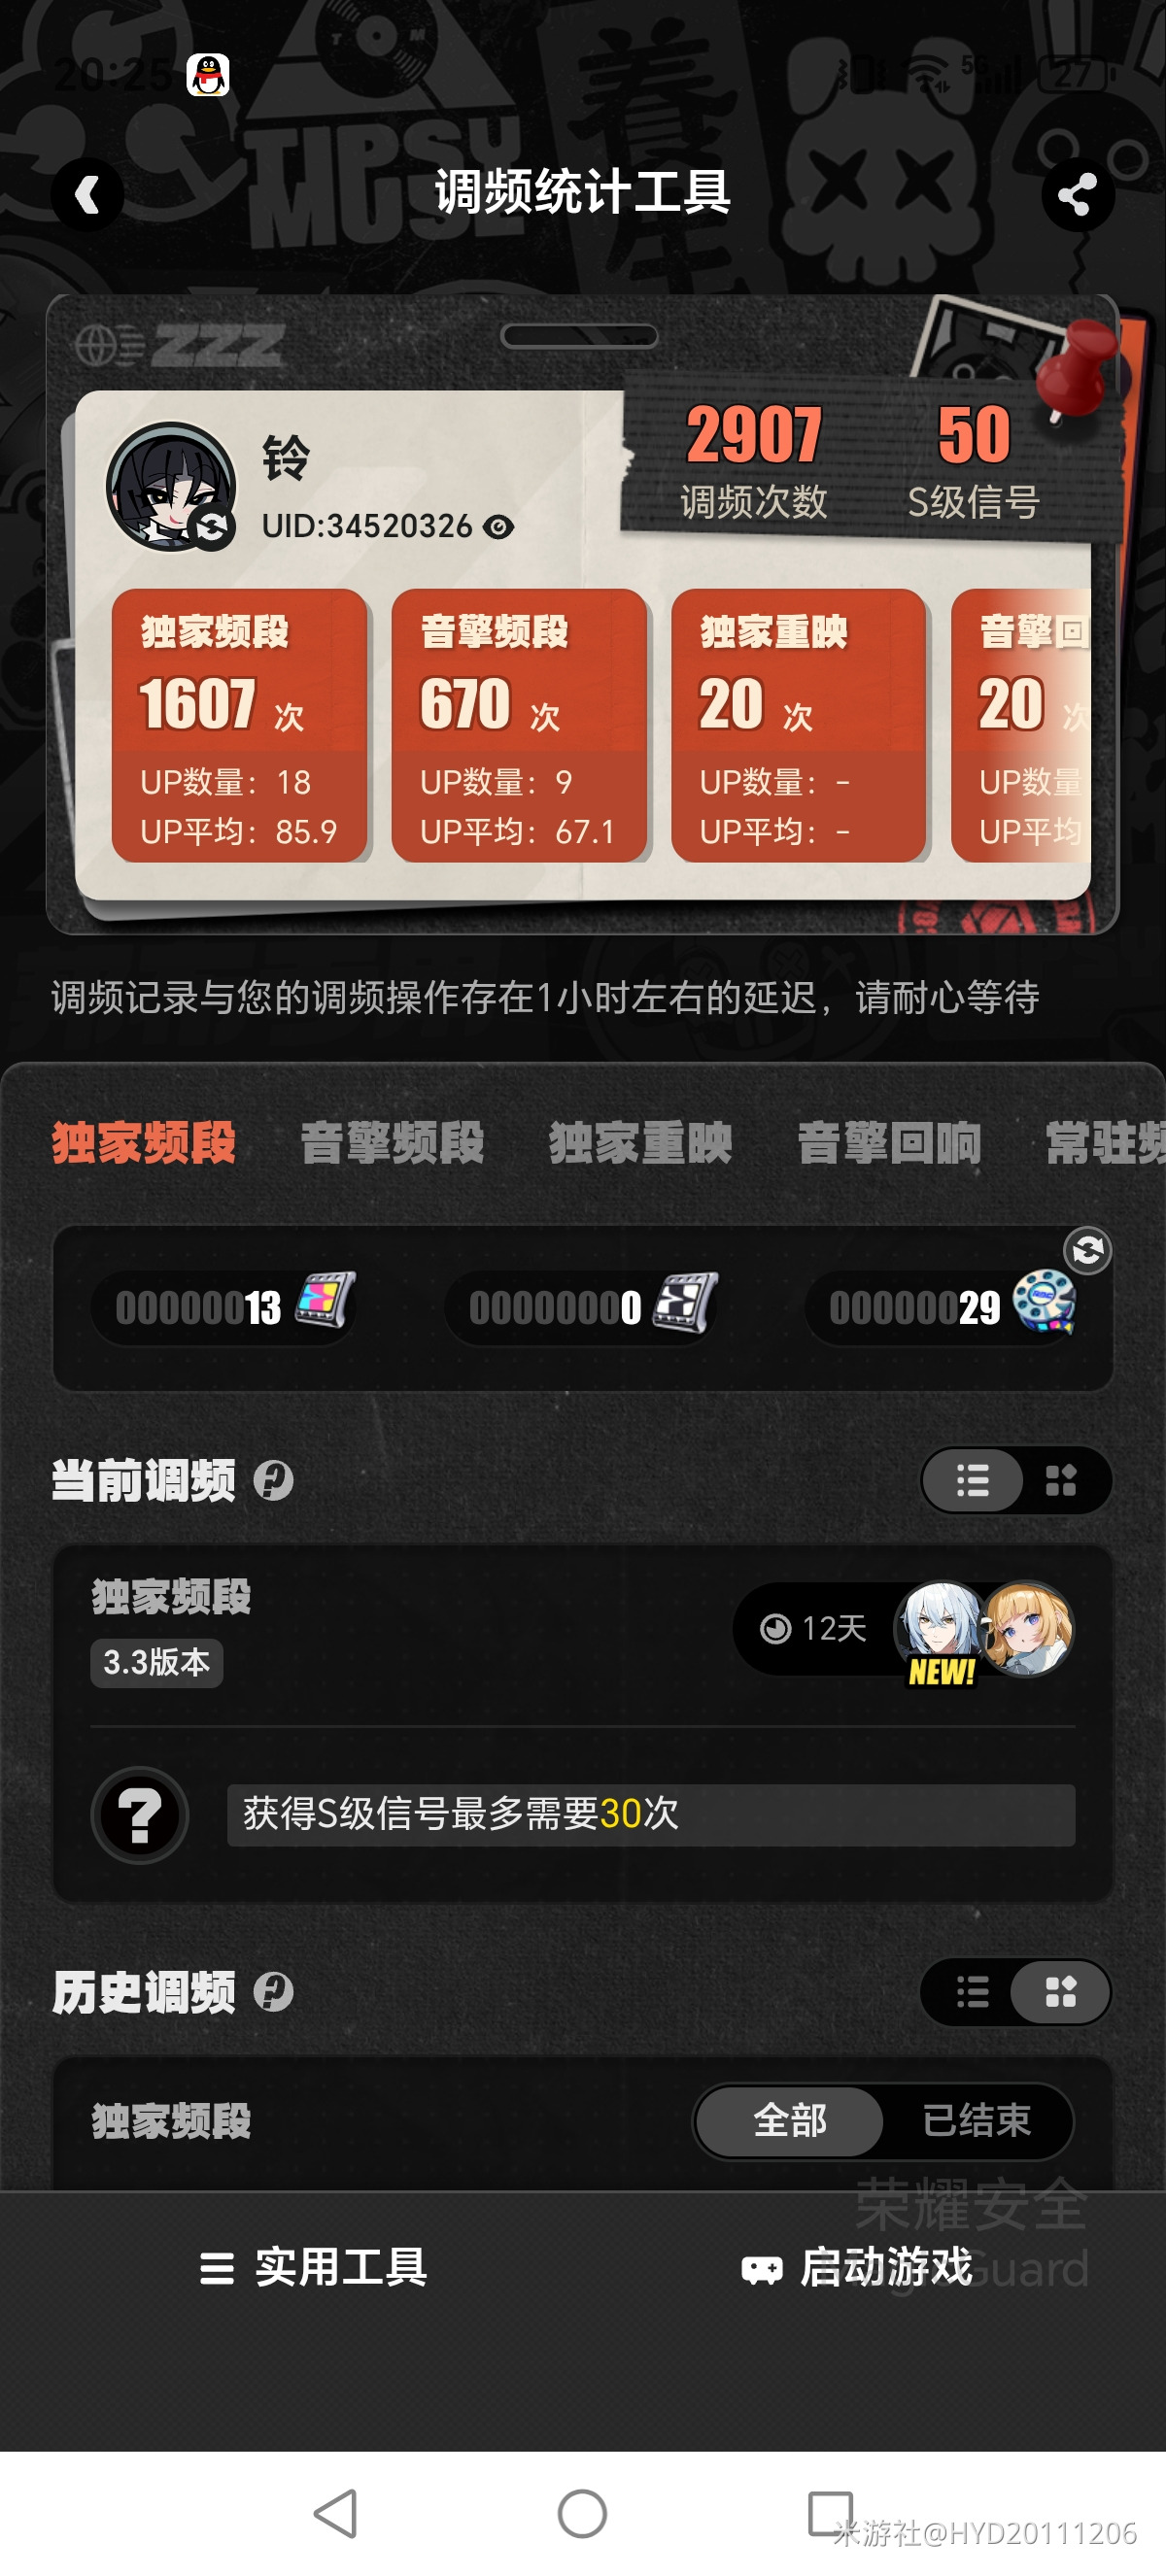 20:25
5G
27
TOM
TIPSY
MUSE
養生
调频统计工具
ZZZ
2907
50
调频次数
S级信号
铃
UID:34520326
独家频段
1607 次
UP数量：18
UP平均：85.9
音擎频段
670 次
UP数量：9
UP平均：67.1
独家重映
20 次
UP数量：-
UP平均：-
音擎回
20 次
UP数量
UP平均
调频记录与您的调频操作存在1小时左右的延迟，请耐心等待
独家频段 音擎频段 独家重映 音擎回响 常驻频
00000013
00000000
00000029
当前调频
独家频段
3.3版本
12天
NEW!
?
获得S级信号最多需要30次
历史调频
独家频段
全部
已结束
荣耀安全
MagicGuard
实用工具
启动游戏
米游社@HYD20111206